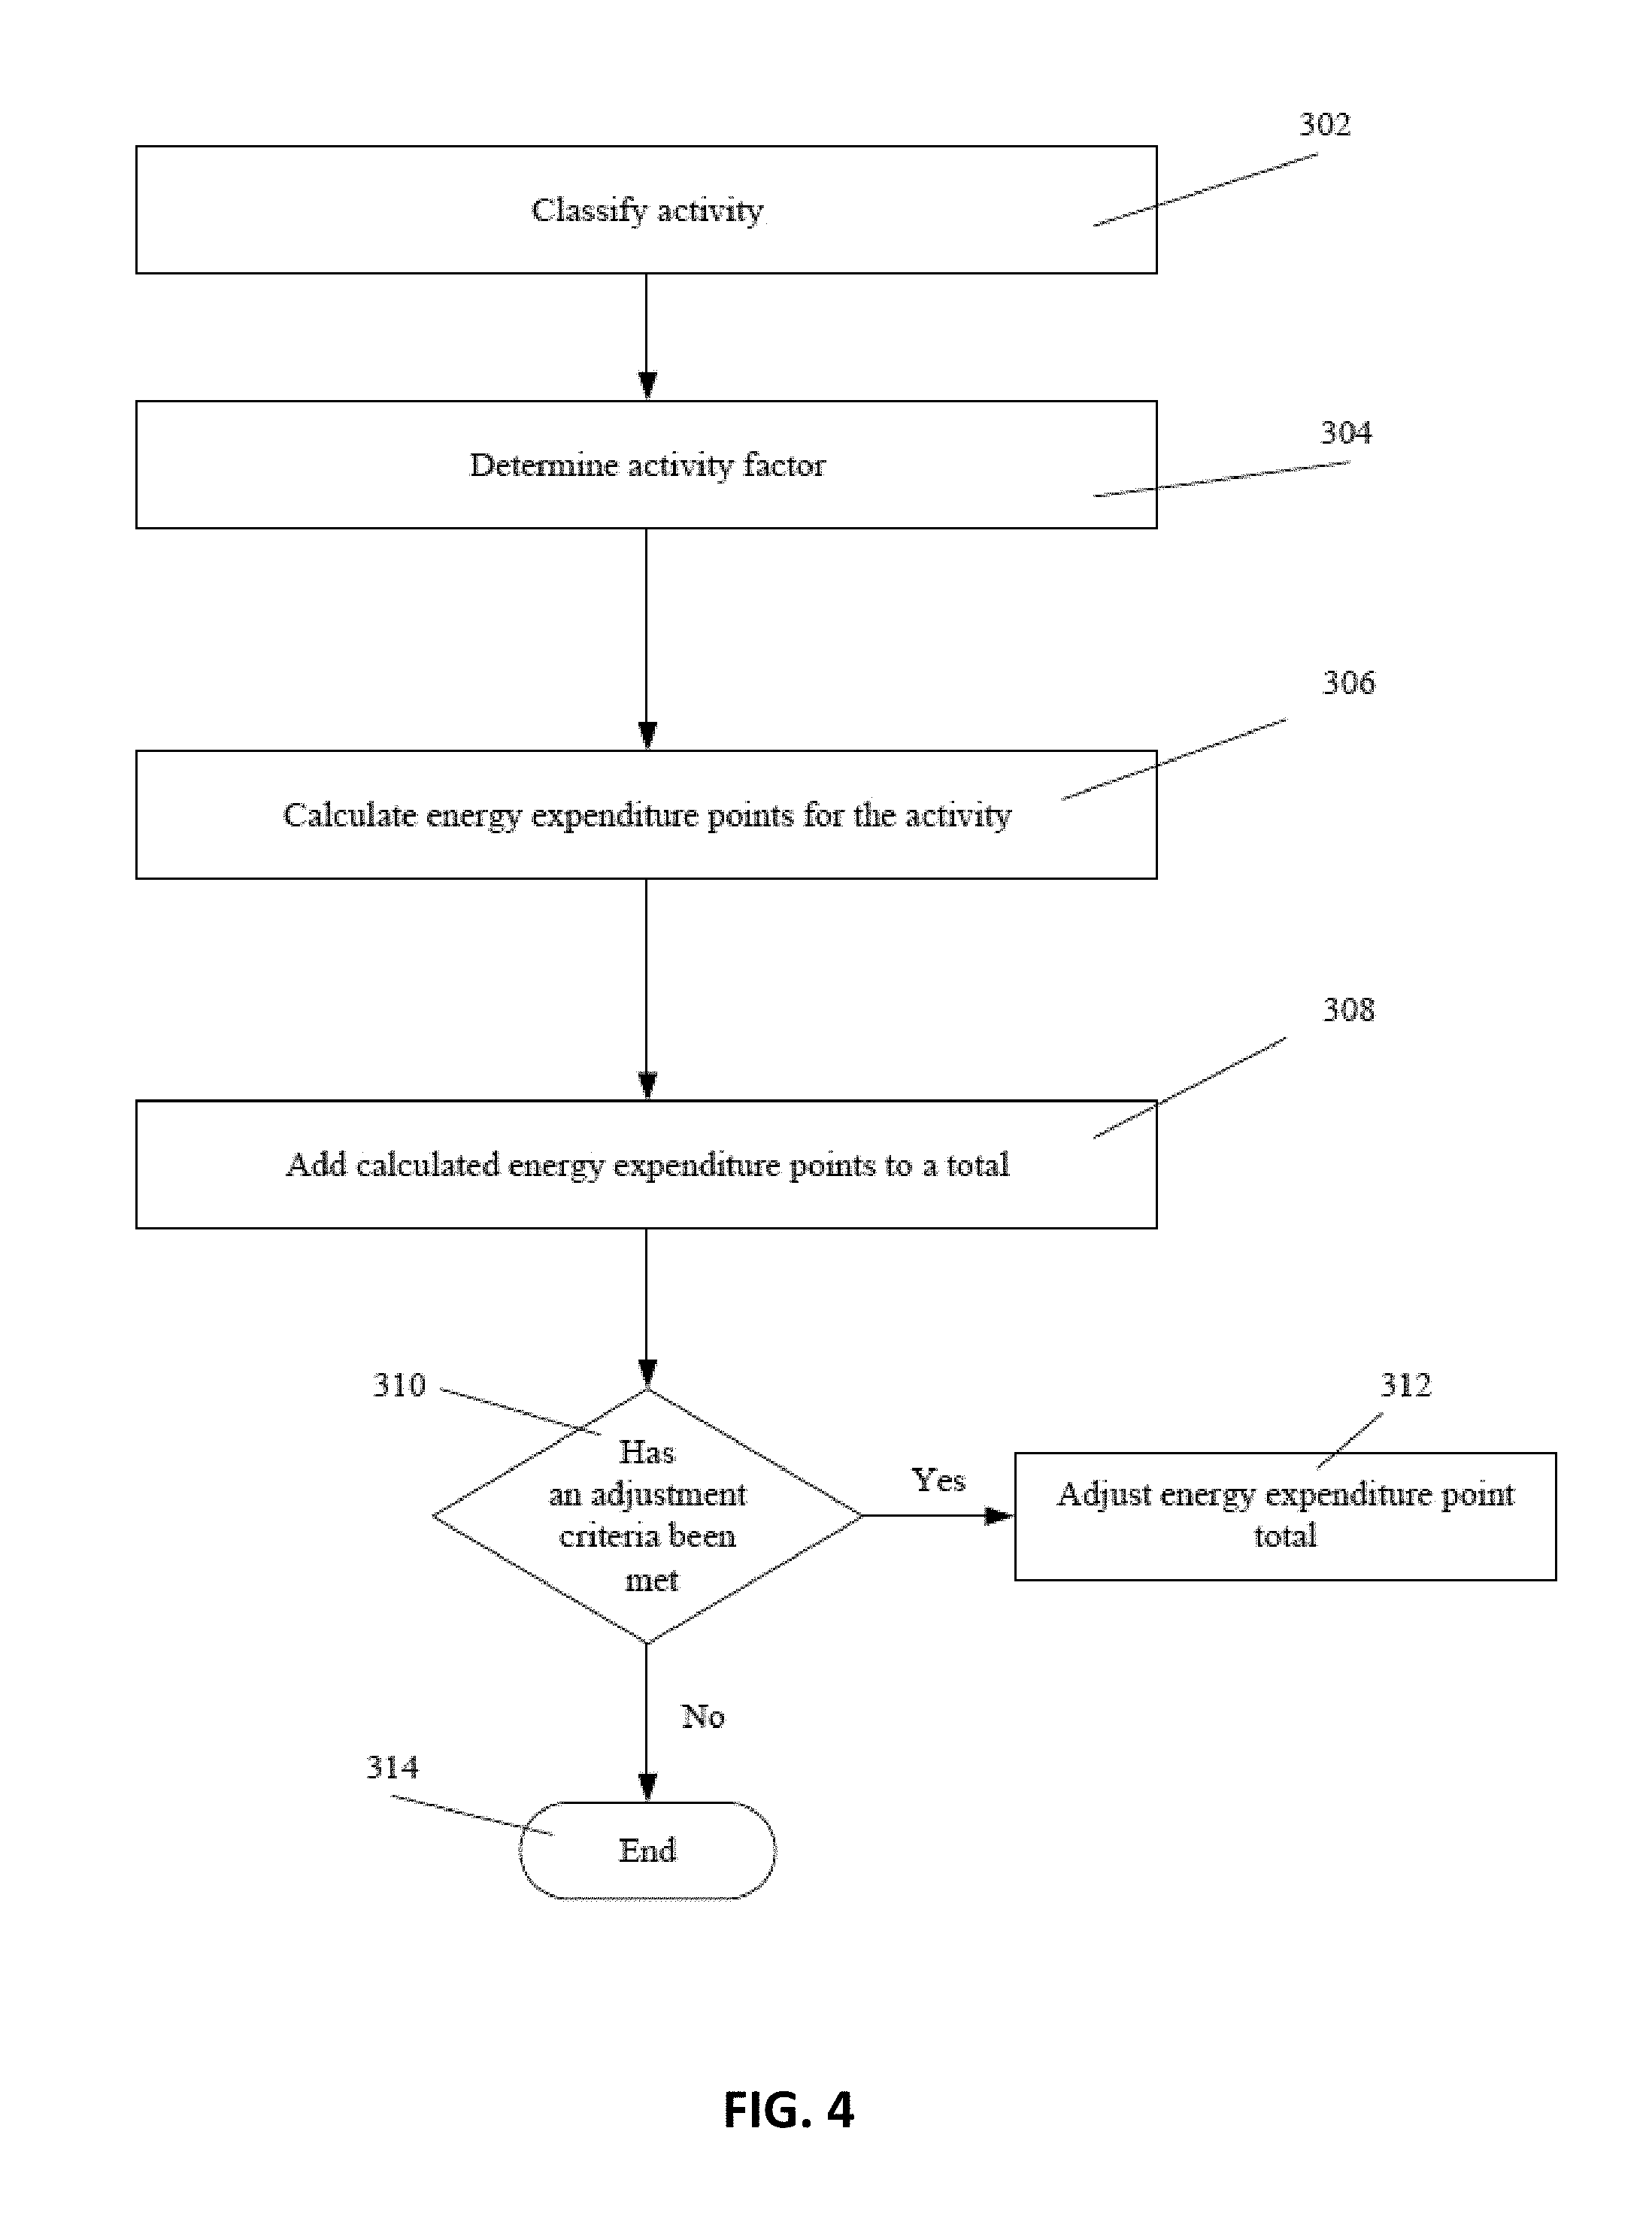 302
Classify activity
304
Determine activity factor
306
Calculate energy expenditure points for the activity
308
Add calculated energy expenditure points to a total
310
Has
an adjustment
criteria been
met
Yes
312
Adjust energy expenditure point
total
No
314
End
FIG. 4